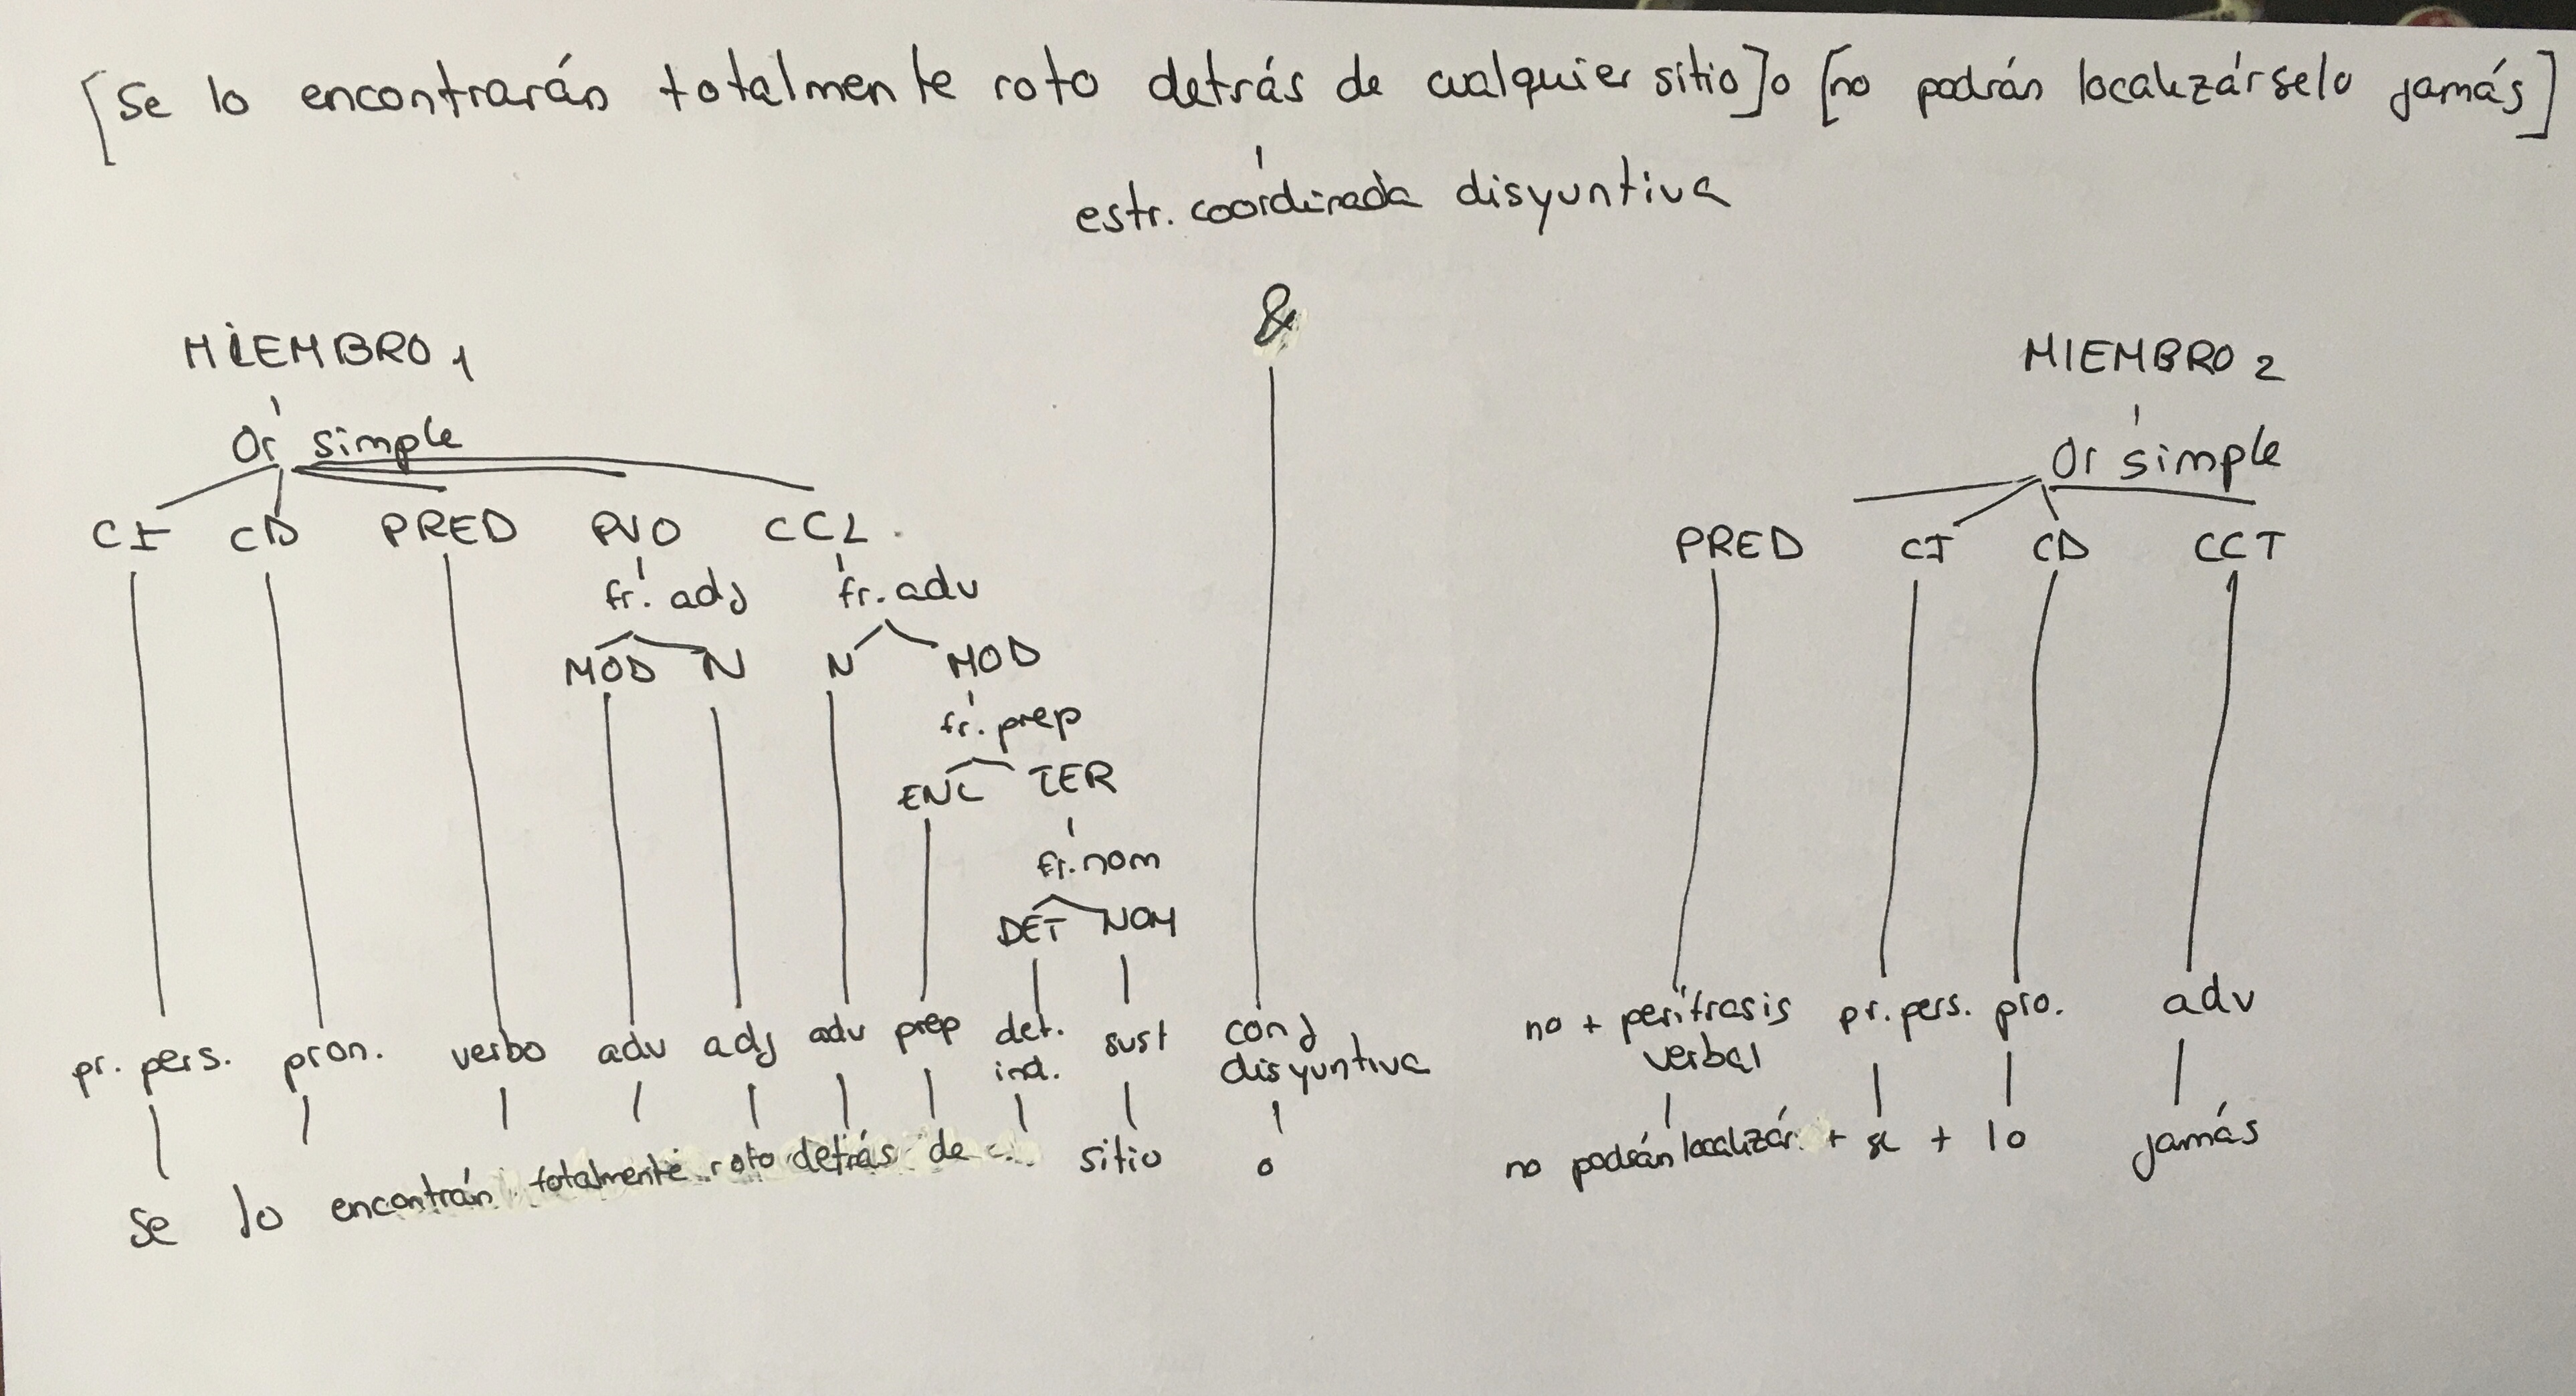 [Se lo encontrarán totalmente roto detrás de cualquier sitio] o [no podrán localizárselo jamás]
estr. coordinada disyuntiva
&
MIEMBRO 1 MIEMBRO 2
Or simple Or simple
CI CD PRED PVO CCL PRED CI CD CCT
fr. adj fr. adv
MOD N N MOD
fr. prep
ENL TER
fr. nom
DET NOM
pr. pers. pron. verbo adv adj adv prep det. ind. sust conj disyuntiva no + perífrasis verbal pr. pers. pro. adv
se lo encontrán totalmente roto detrás de c... sitio o no podrán localizár + se + lo jamás